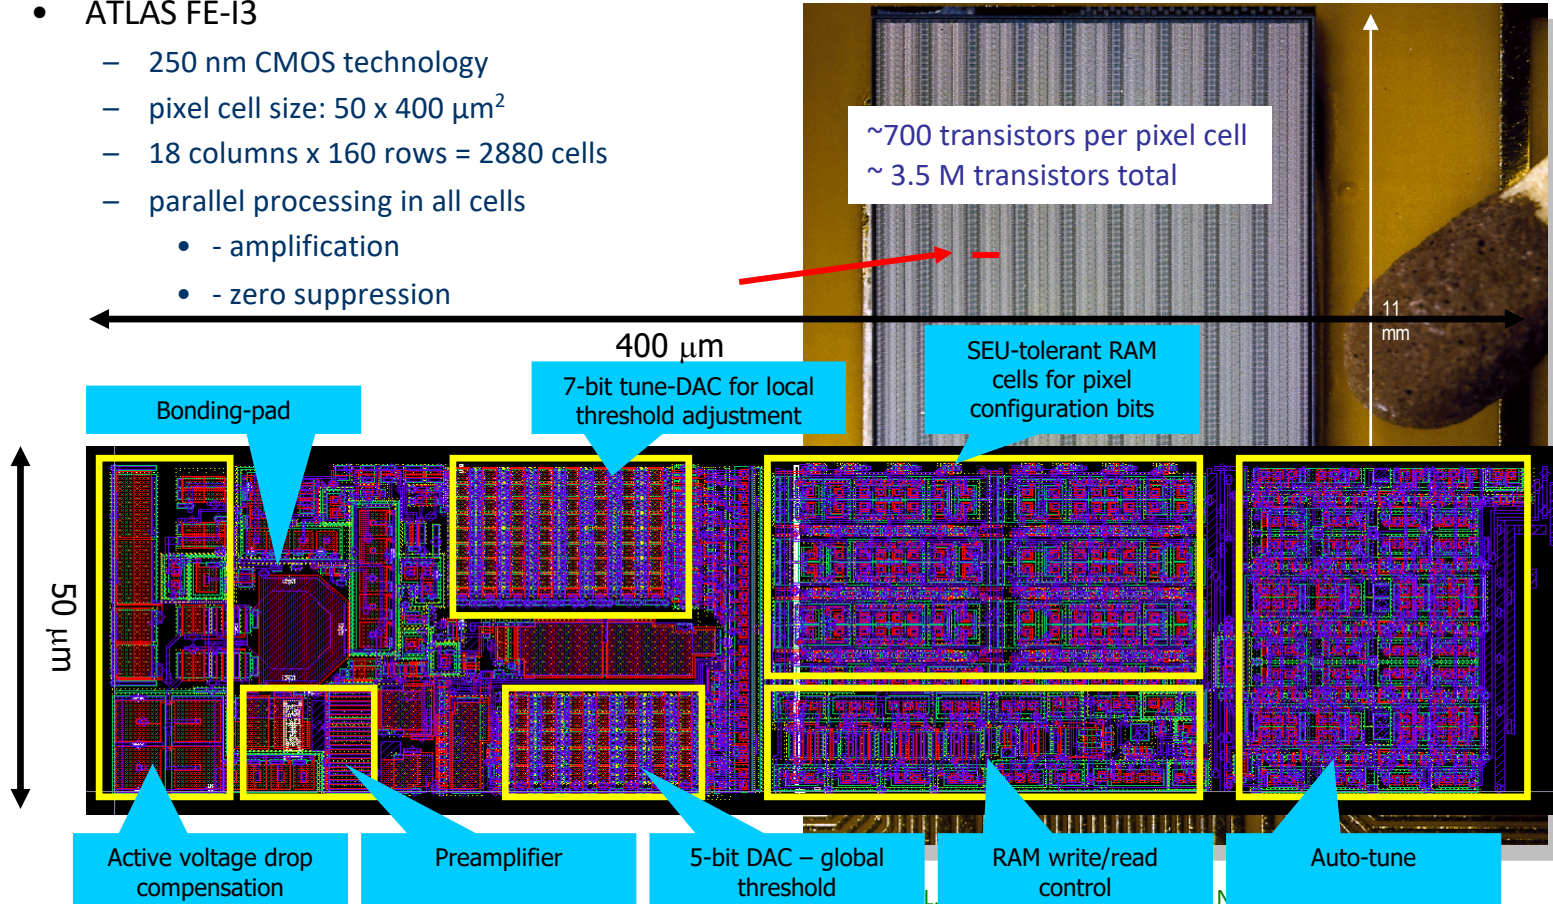 • ATLAS FE-I3
– 250 nm CMOS technology
– pixel cell size: 50 x 400 µm²
– 18 columns x 160 rows = 2880 cells
– parallel processing in all cells
• - amplification
• - zero suppression
~700 transistors per pixel cell
~ 3.5 M transistors total
11
mm
400 µm
Bonding-pad
7-bit tune-DAC for local
threshold adjustment
SEU-tolerant RAM
cells for pixel
configuration bits
50 µm
Active voltage drop
compensation
Preamplifier
5-bit DAC – global
threshold
RAM write/read
control
Auto-tune